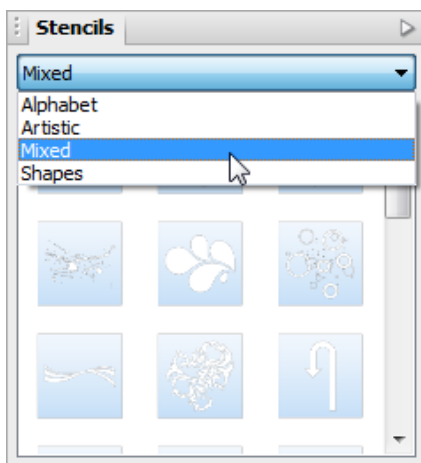 Stencils
Mixed
Alphabet
Artistic
Mixed
Shapes